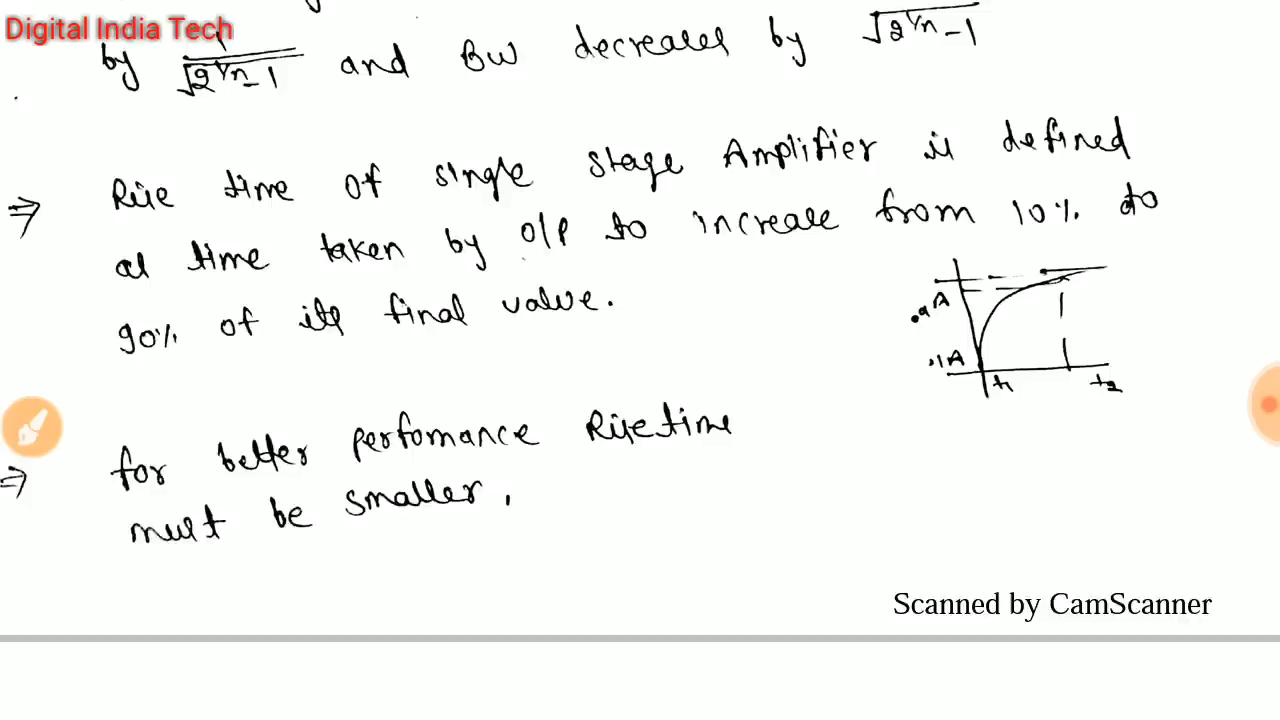 Digital India Tech
by 1/√(2^(1/n) - 1) and BW decreases by √(2^(1/n) - 1)
⇒ Rise time of single stage Amplifier is defined
as time taken by O/P to increase from 10% to
90% of its final value.
.9A
.1A
t1 t2
⇒ for better perfomance Risetime
must be smaller.
Scanned by CamScanner